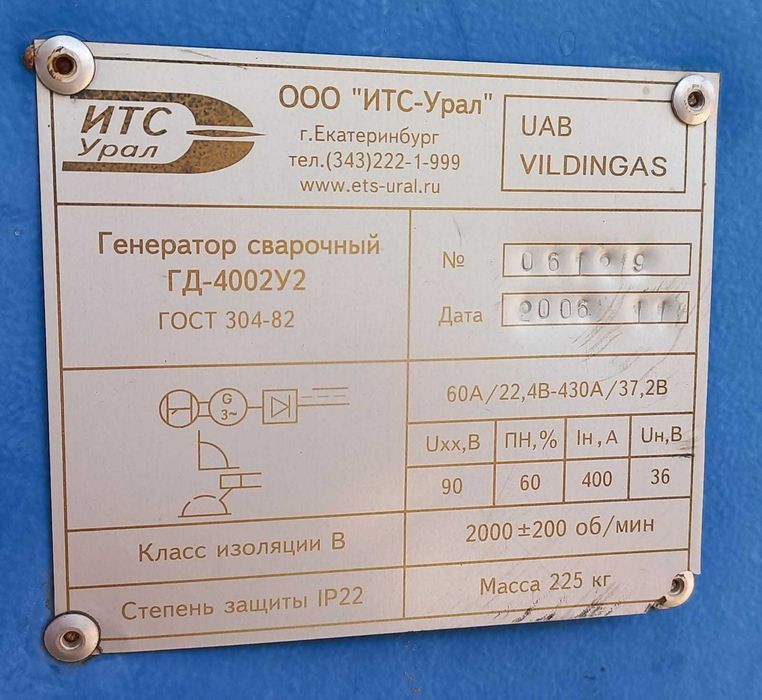 ИТС
Урал
ООО "ИТС-Урал"
г.Екатеринбург
тел.(343)222-1-999
www.ets-ural.ru
UAB
VILDINGAS
Генератор сварочный
ГД-4002У2
ГОСТ 304-82
№
Дата 2006 11
G
3~
60А/22,4В-430А/37,2В
Uхх,В ПН,% Iн,А Uн,В
90 60 400 36
Класс изоляции В
2000±200 об/мин
Степень защиты IP22
Масса 225 кг